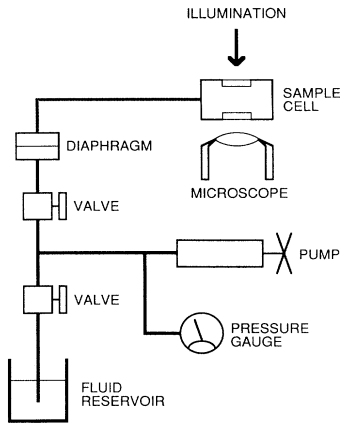 ILLUMINATION
SAMPLE
CELL
DIAPHRAGM
MICROSCOPE
VALVE
PUMP
VALVE
PRESSURE
GAUGE
FLUID
RESERVOIR